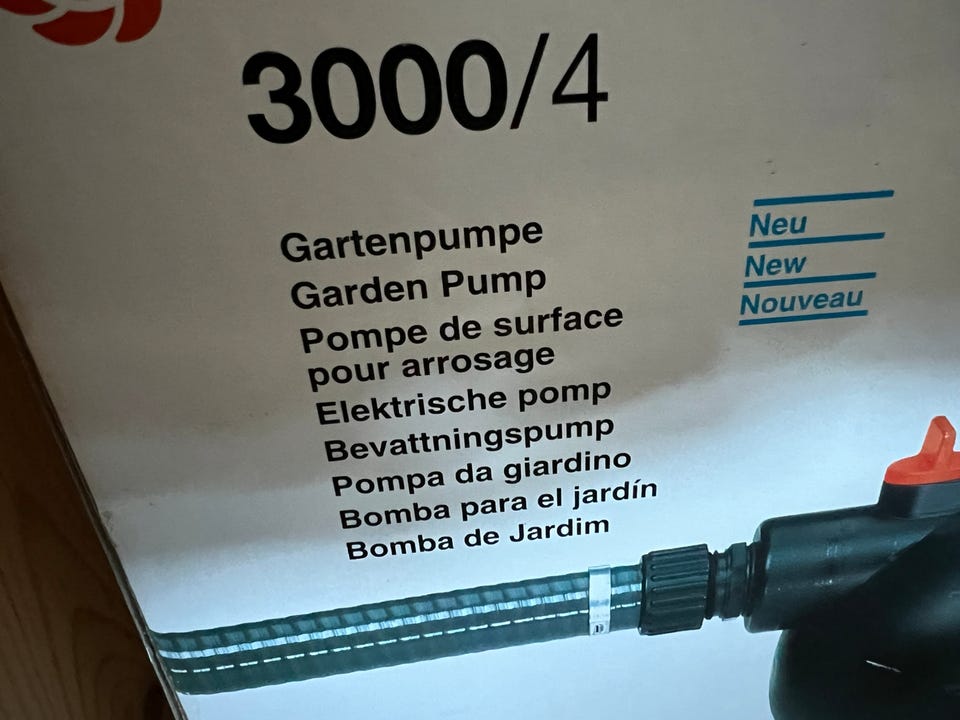 3000/4
Gartenpumpe
Garden Pump
Pompe de surface
pour arrosage
Elektrische pomp
Bevattningspump
Pompa da giardino
Bomba para el jardín
Bomba de Jardim
Neu
New
Nouveau